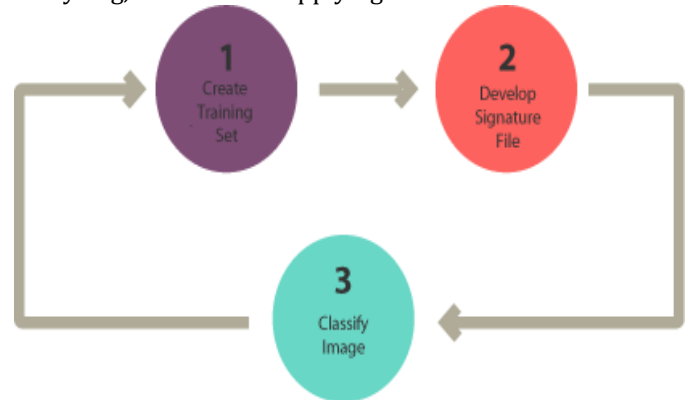 1
Create
Training
Set
2
Develop
Signature
File
3
Classify
Image